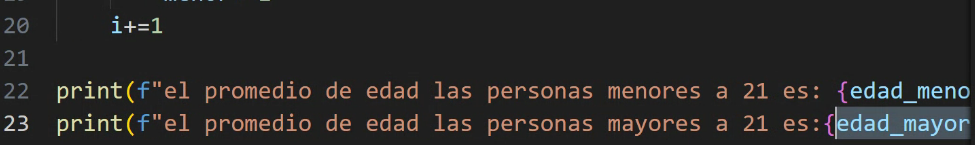 20 i+=1
21
22 print(f"el promedio de edad las personas menores a 21 es: {edad_meno
23 print(f"el promedio de edad las personas mayores a 21 es:{edad_mayor